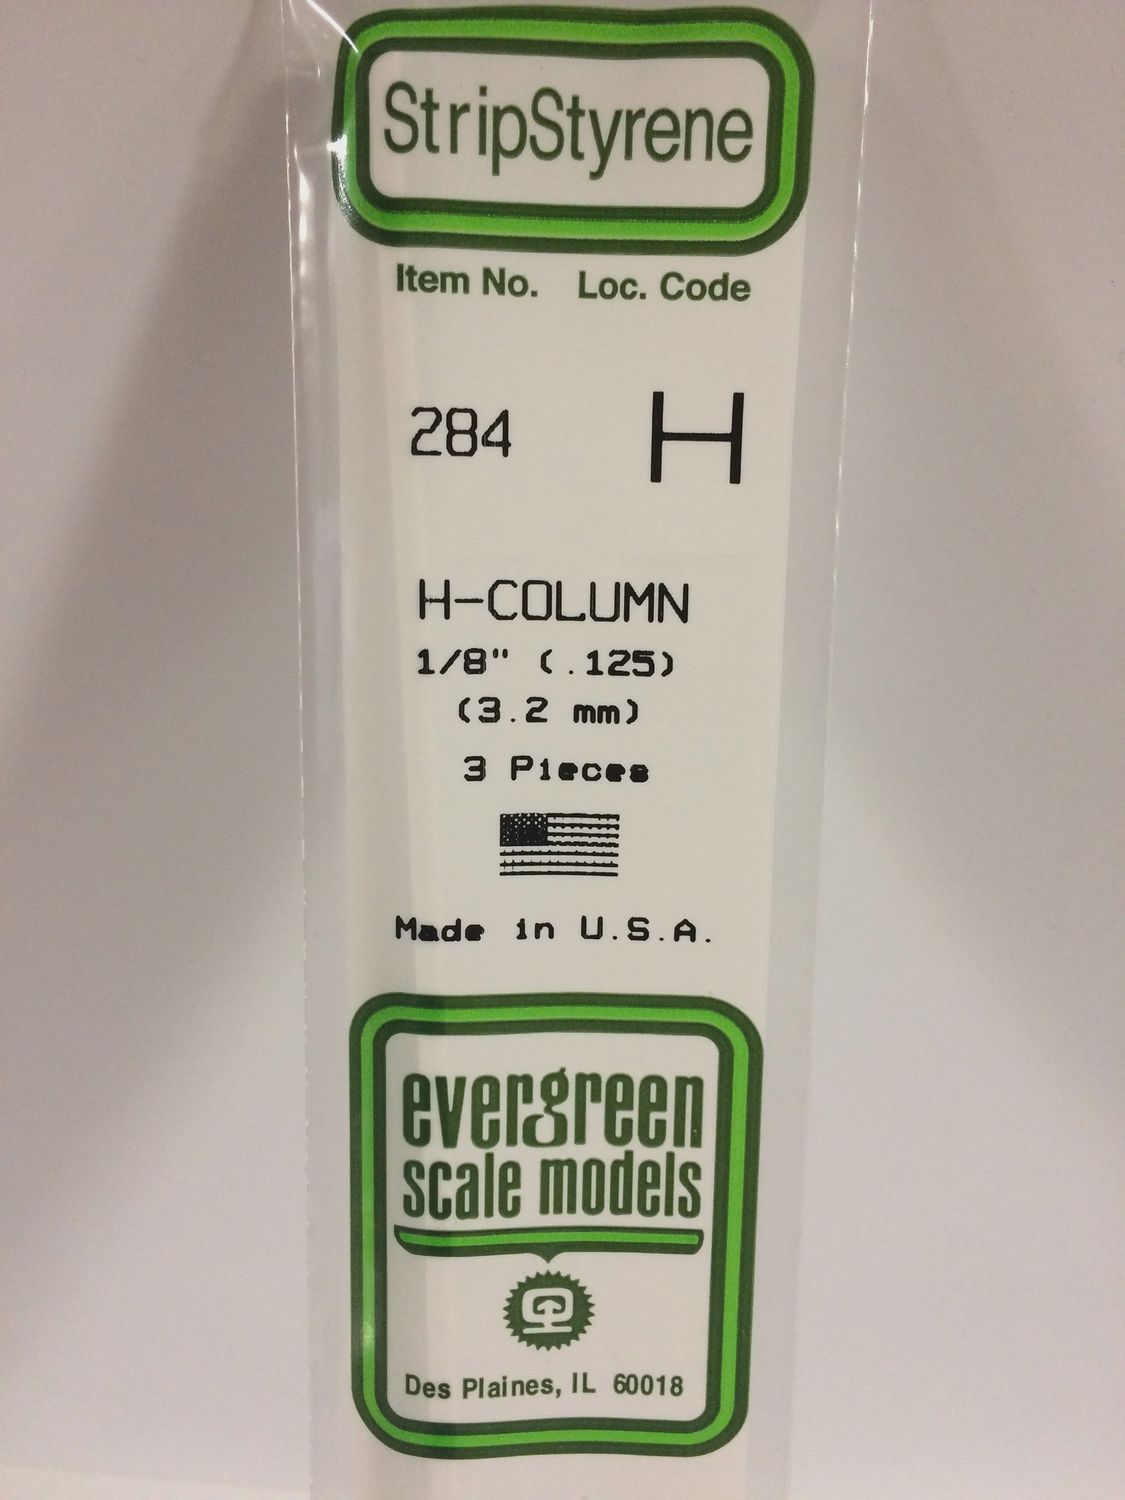 StripStyrene
Item No. Loc. Code
284 H
H-COLUMN
1/8" (.125)
(3.2 mm)
3 Pieces
Made in U.S.A.
evergreen
scale models
Des Plaines, IL 60018